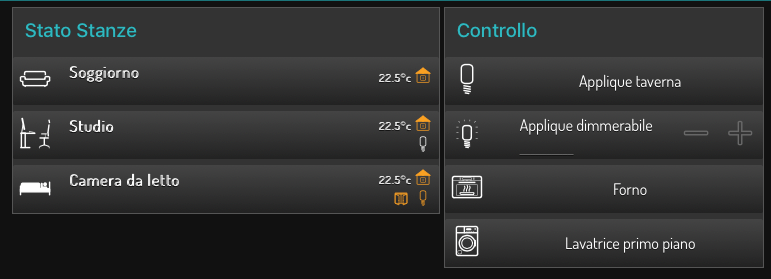 Stato Stanze
Soggiorno
22.5°c
Studio
22.5°c
Camera da letto
22.5°c
Controllo
Applique taverna
Applique dimmerabile
Forno
Lavatrice primo piano